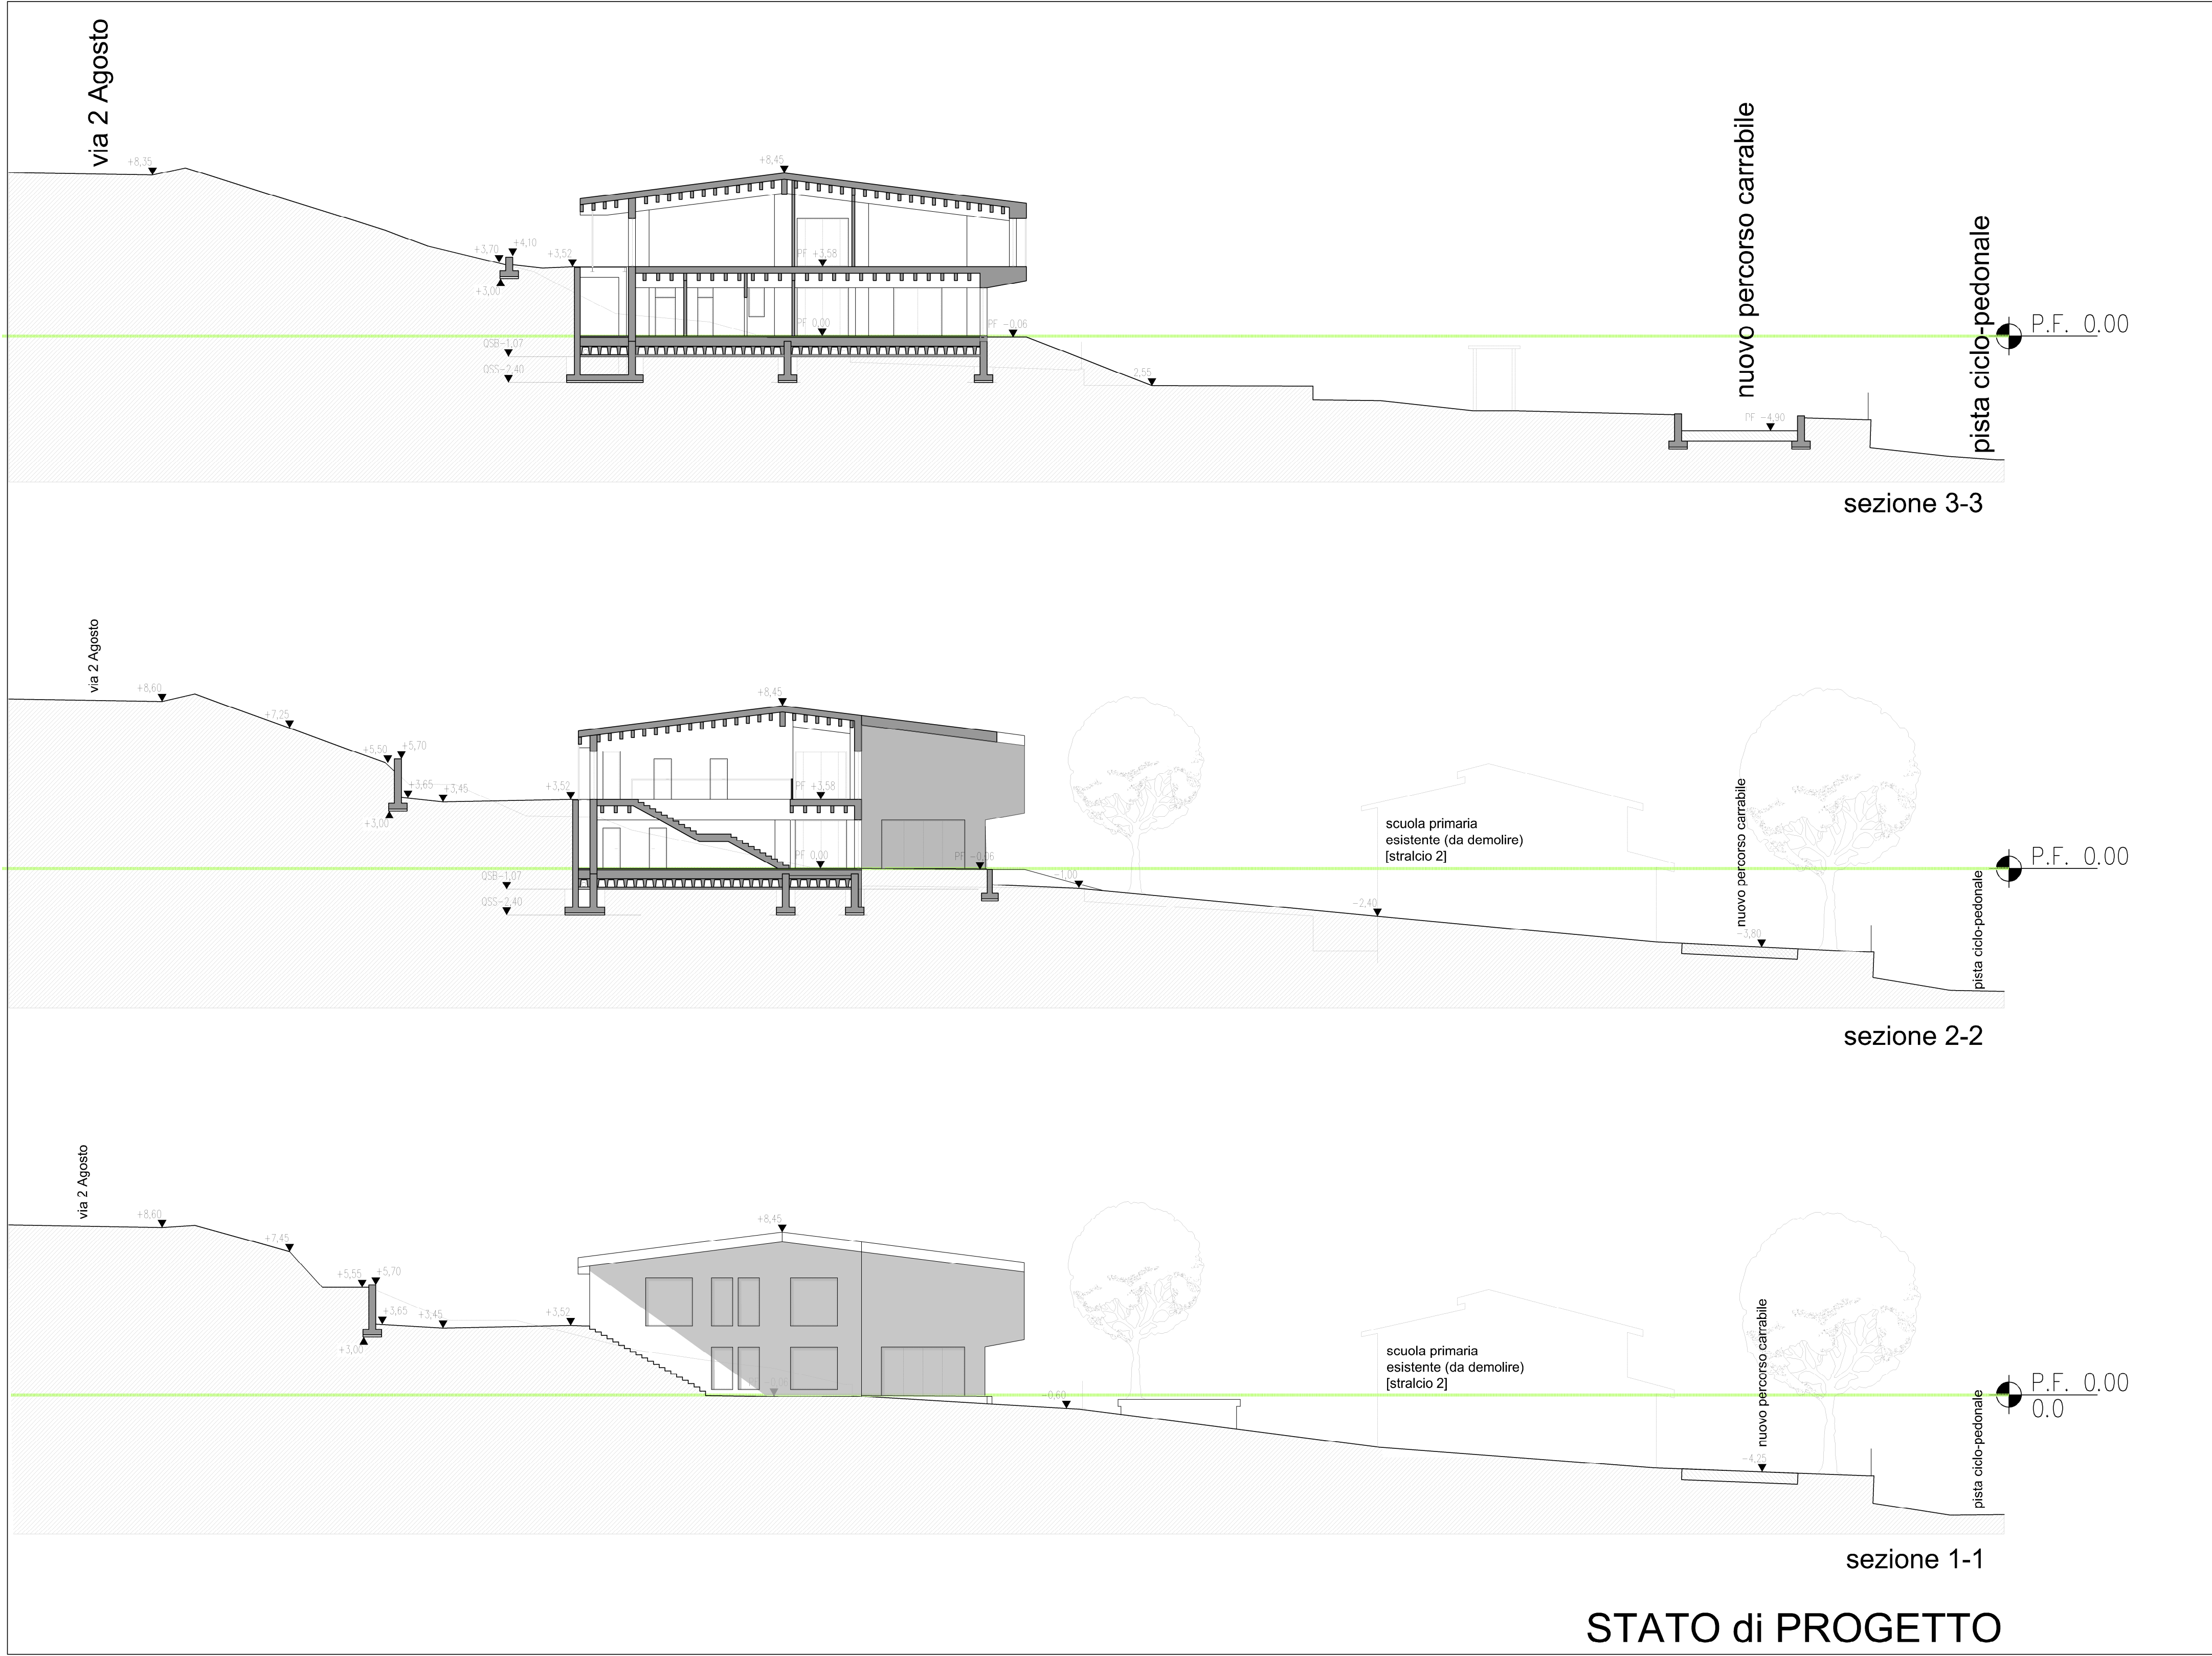 via 2 Agosto
+8,35
+8,45
+3,70
+4,10
+3,52
+3,00
PF +3,58
PF 0,00
PF -0,06
QSB-1,07
QSS-2,40
2,55
nuovo percorso carrabile
PF -4,90
pista ciclo-pedonale
P.F. 0.00
sezione 3-3
via 2 Agosto
+8,60
+7,25
+5,50
+5,70
+3,65
+3,45
+3,00
+3,52
+8,45
PF +3,58
PF 0,00
PF -0,06
QSB-1,07
QSS-2,40
-1,00
scuola primaria
esistente (da demolire)
[stralcio 2]
-2,40
nuovo percorso carrabile
-3,80
pista ciclo-pedonale
P.F. 0.00
sezione 2-2
via 2 Agosto
+8,60
+7,45
+5,55
+5,70
+3,65
+3,45
+3,00
+3,52
+8,45
-0,60
scuola primaria
esistente (da demolire)
[stralcio 2]
nuovo percorso carrabile
-4,25
pista ciclo-pedonale
P.F. 0.00
0.0
sezione 1-1
STATO di PROGETTO